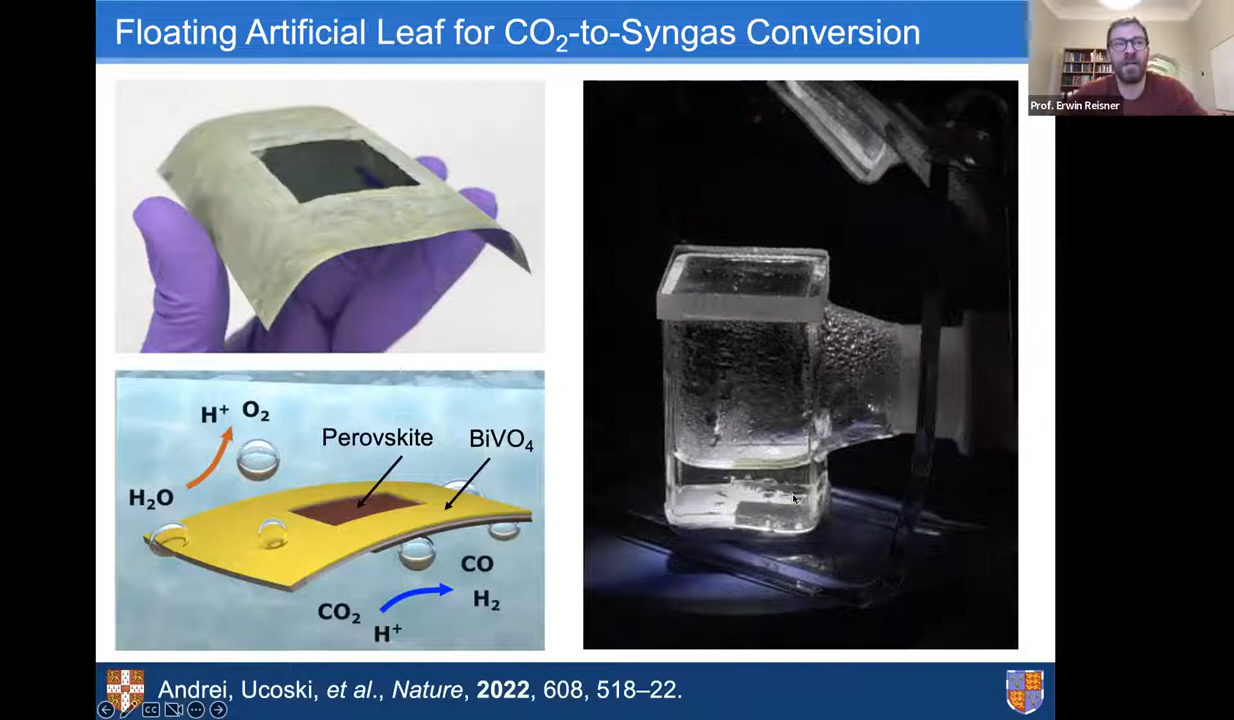 Floating Artificial Leaf for CO₂-to-Syngas Conversion
Prof. Erwin Reisner
H⁺ O₂
Perovskite
BiVO₄
H₂O
CO
CO₂
H₂
H⁺
Andrei, Ucoski, et al., Nature, 2022, 608, 518–22.
CC